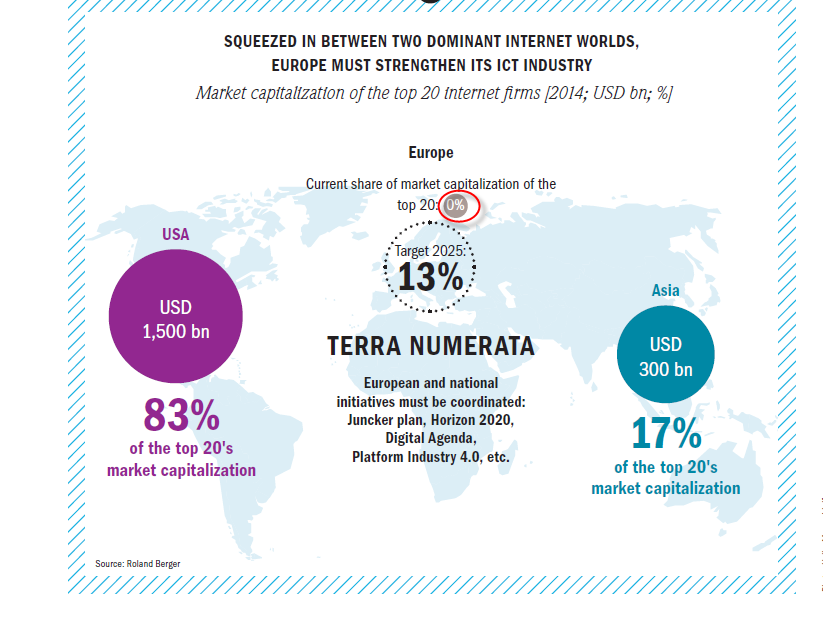 SQUEEZED IN BETWEEN TWO DOMINANT INTERNET WORLDS,
EUROPE MUST STRENGTHEN ITS ICT INDUSTRY
Market capitalization of the top 20 internet firms [2014; USD bn; %]
Europe
Current share of market capitalization of the
top 20: 0%
Target 2025:
13%
USA
USD
1,500 bn
83%
of the top 20's
market capitalization
TERRA NUMERATA
European and national
initiatives must be coordinated:
Juncker plan, Horizon 2020,
Digital Agenda,
Platform Industry 4.0, etc.
Asia
USD
300 bn
17%
of the top 20's
market capitalization
Source: Roland Berger